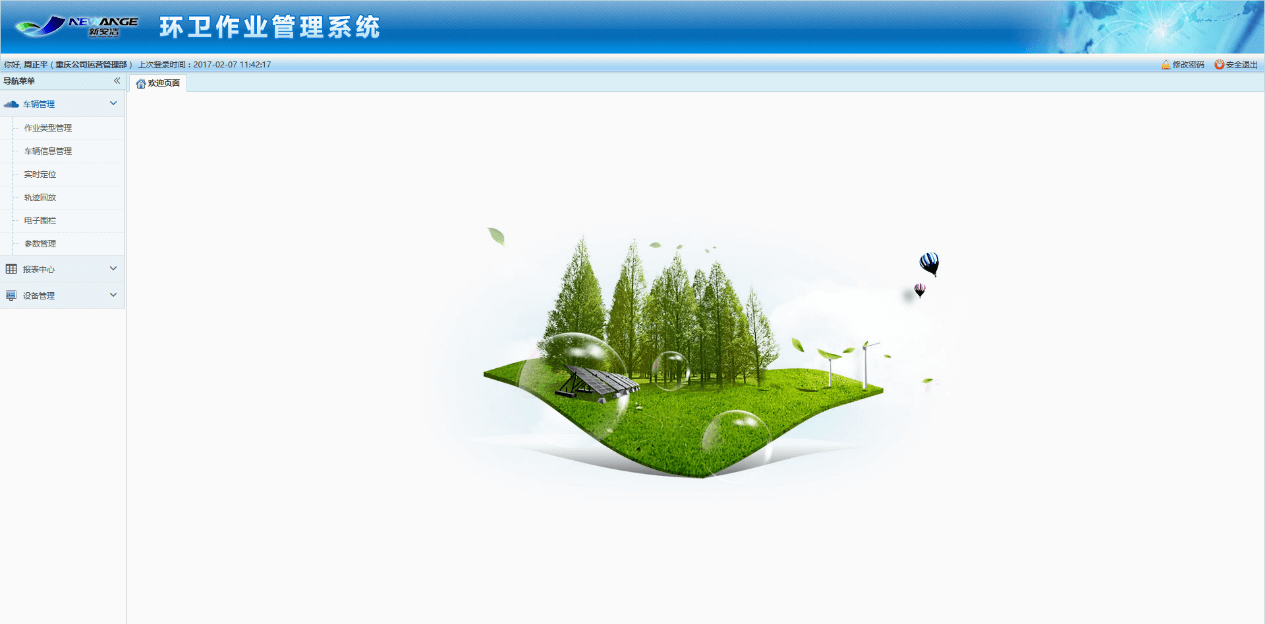 NEWANGE
新安洁
环卫作业管理系统
你好, 周正平 ( 重庆公司运营管理部 ) 上次登录时间：2017-02-07 11:42:17
修改密码 安全退出
导航菜单
欢迎页面
车辆管理
作业类型管理
车辆信息管理
实时定位
轨迹回放
电子围栏
参数管理
报表中心
设备管理